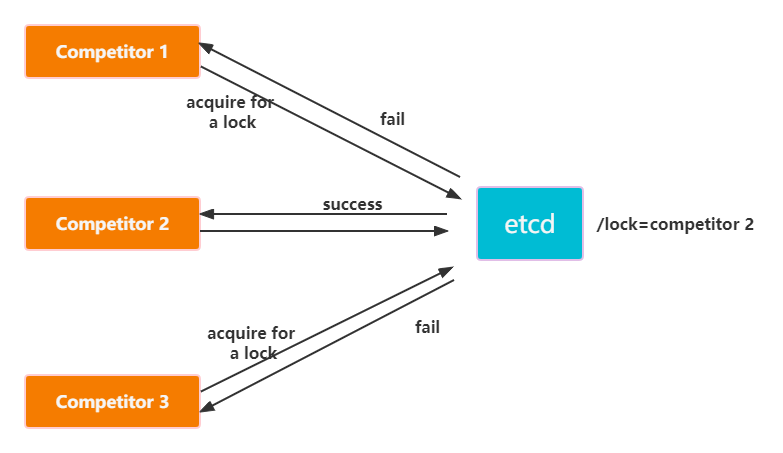 Competitor 1
acquire for
a lock
fail
success
Competitor 2
etcd
/lock=competitor 2
acquire for
a lock
fail
Competitor 3